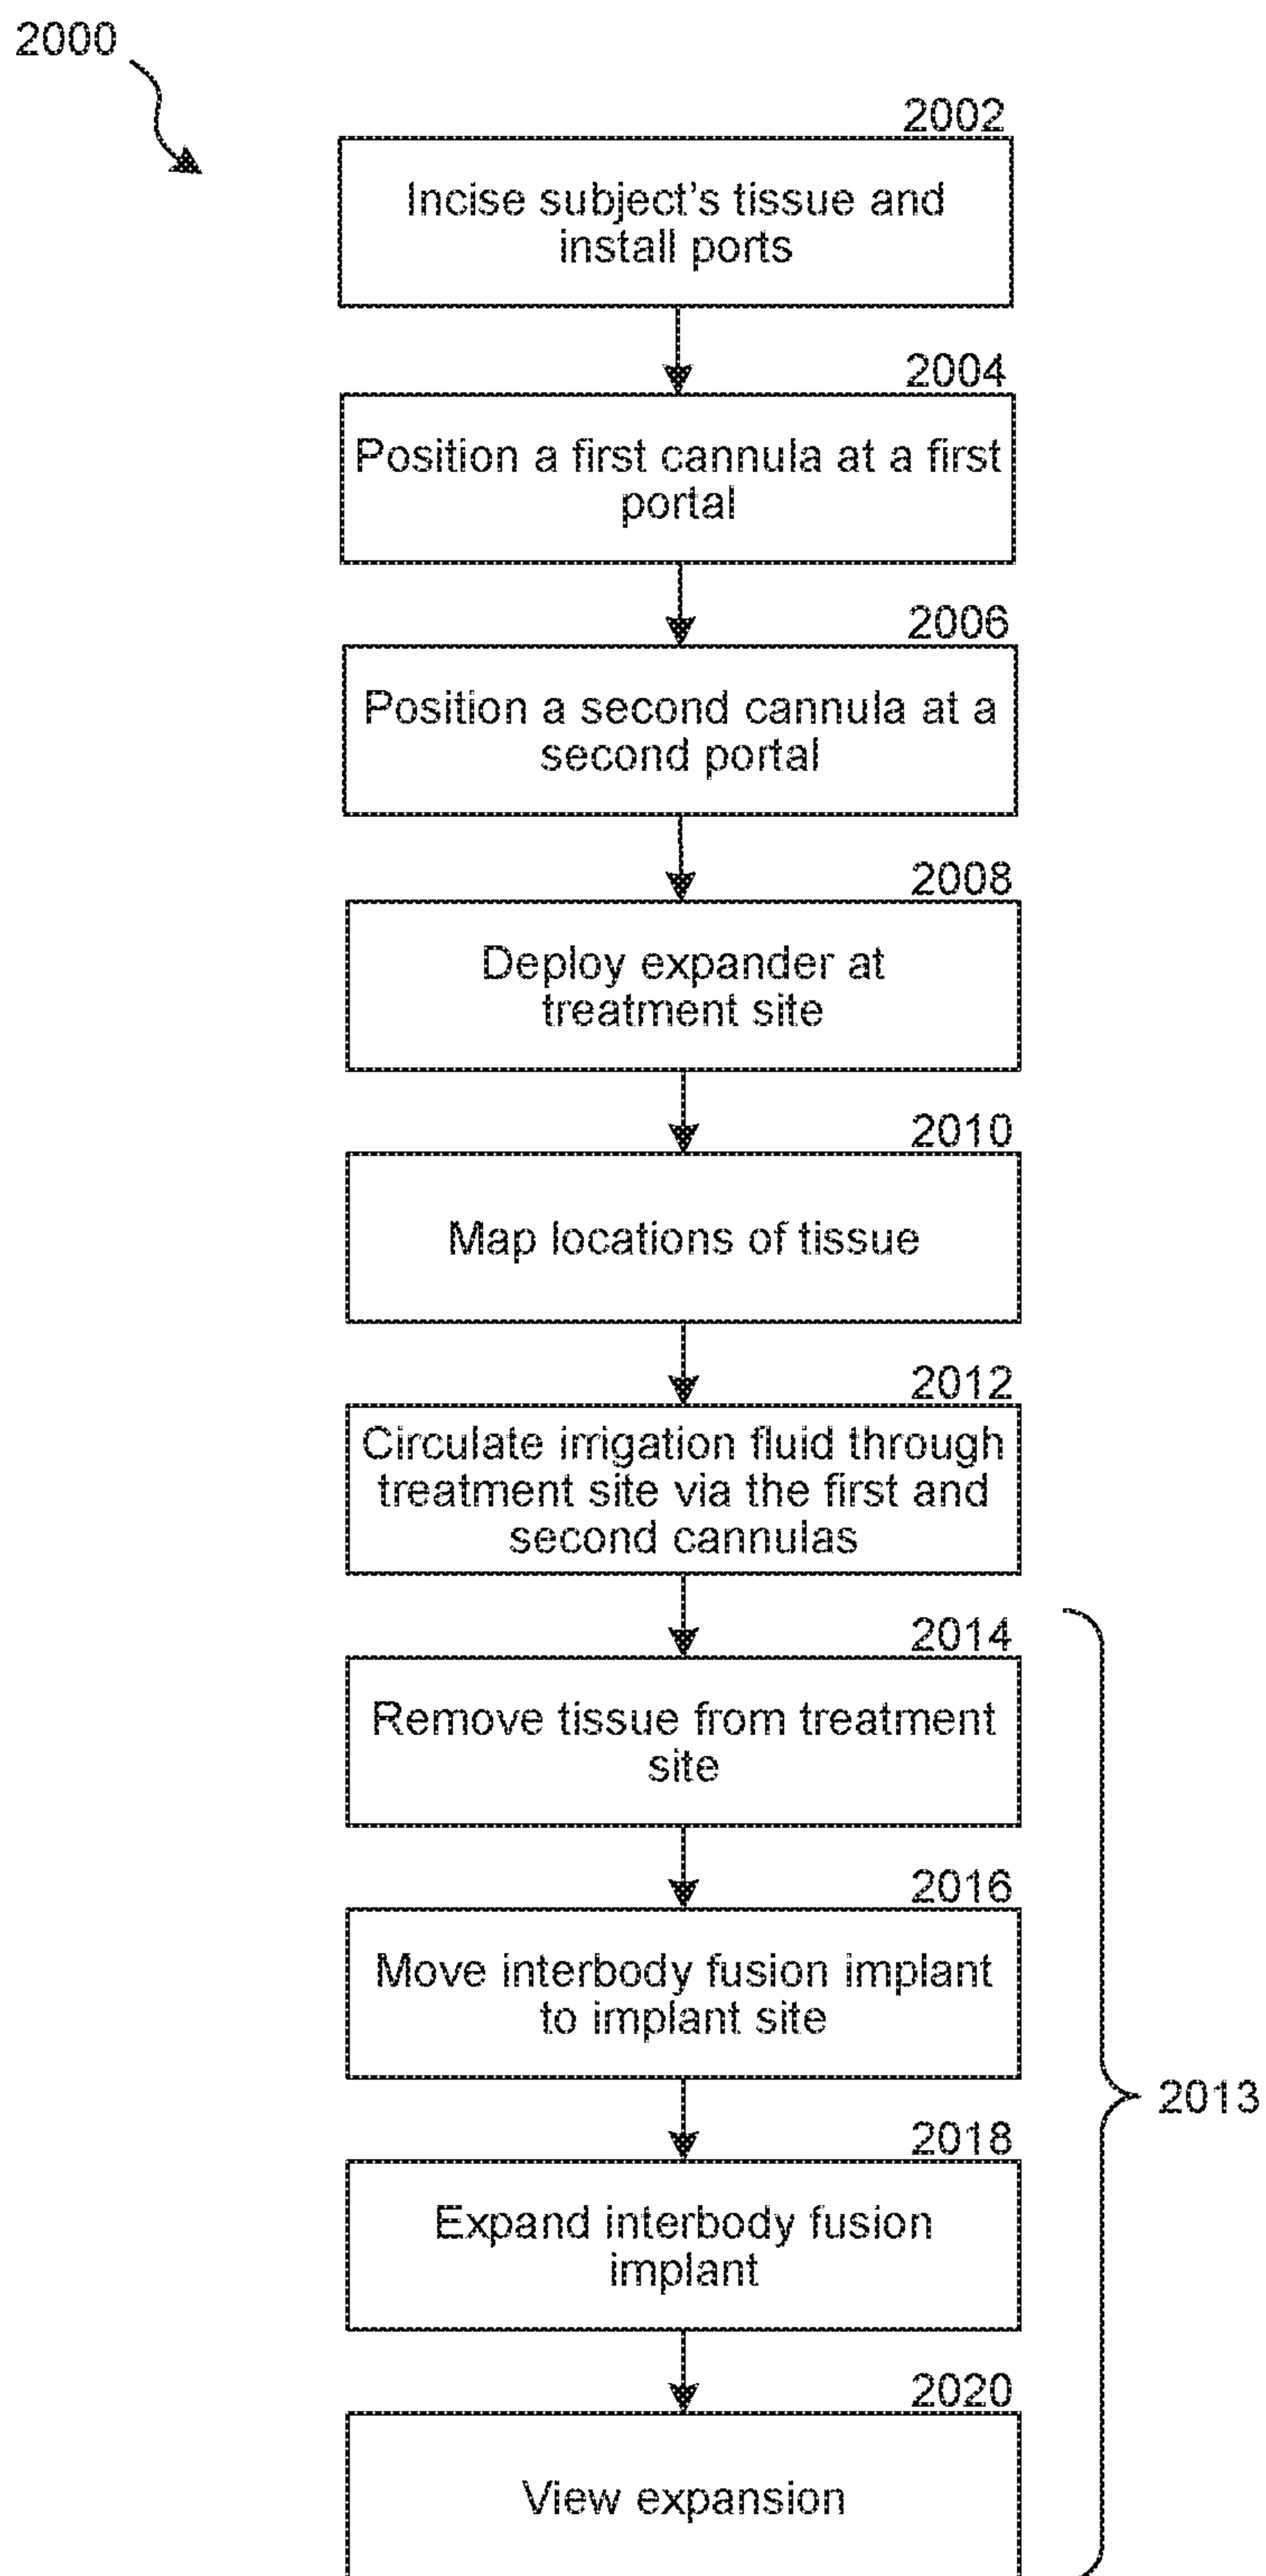 2000
2002
Incise subject's tissue and
install ports
2004
Position a first cannula at a first
portal
2006
Position a second cannula at a
second portal
2008
Deploy expander at
treatment site
2010
Map locations of tissue
2012
Circulate irrigation fluid through
treatment site via the first and
second cannulas
2014
Remove tissue from treatment
site
2016
Move interbody fusion implant
to implant site
2013
2018
Expand interbody fusion
implant
2020
View expansion